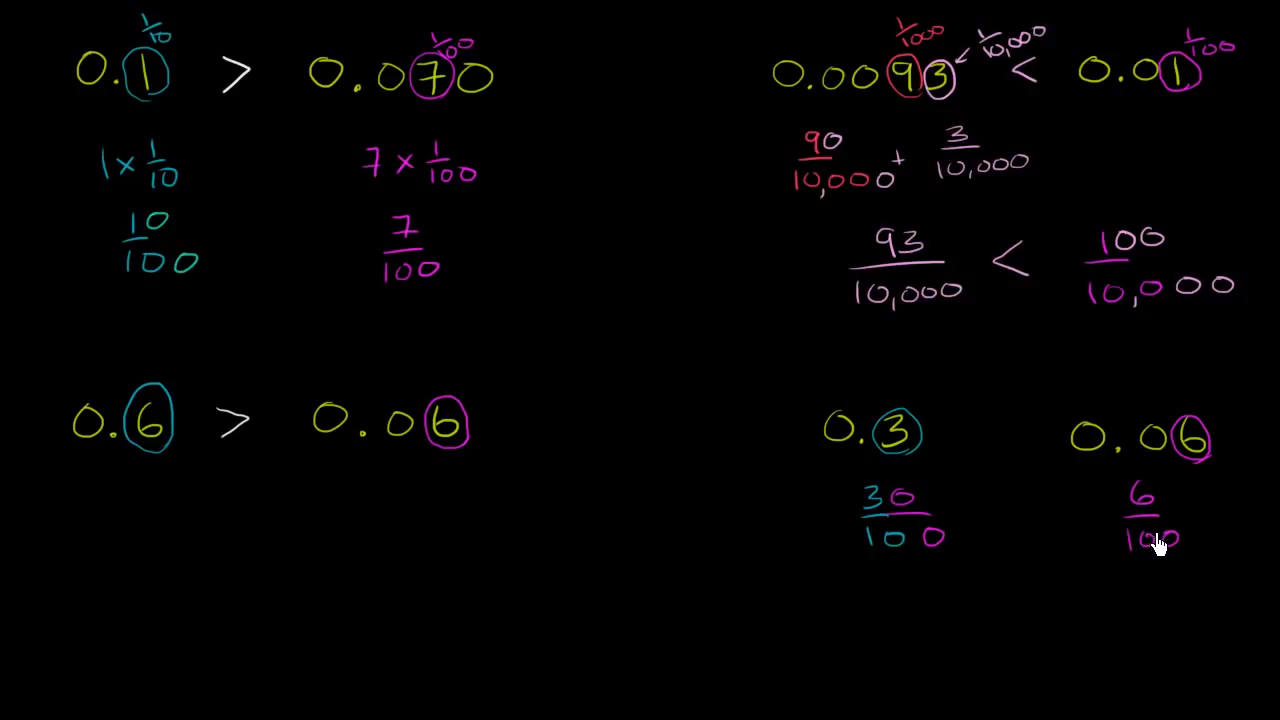 1/10
0.1 > 0.070
1/100
1 × 1/10
7 × 1/100
10/100
7/100
1/1000
1/10,000
1/100
0.0093 < 0.01
90/10,000 + 3/10,000
93/10,000 < 100/10,000
0.6 > 0.06
0.3 0.06
30/100
6/100